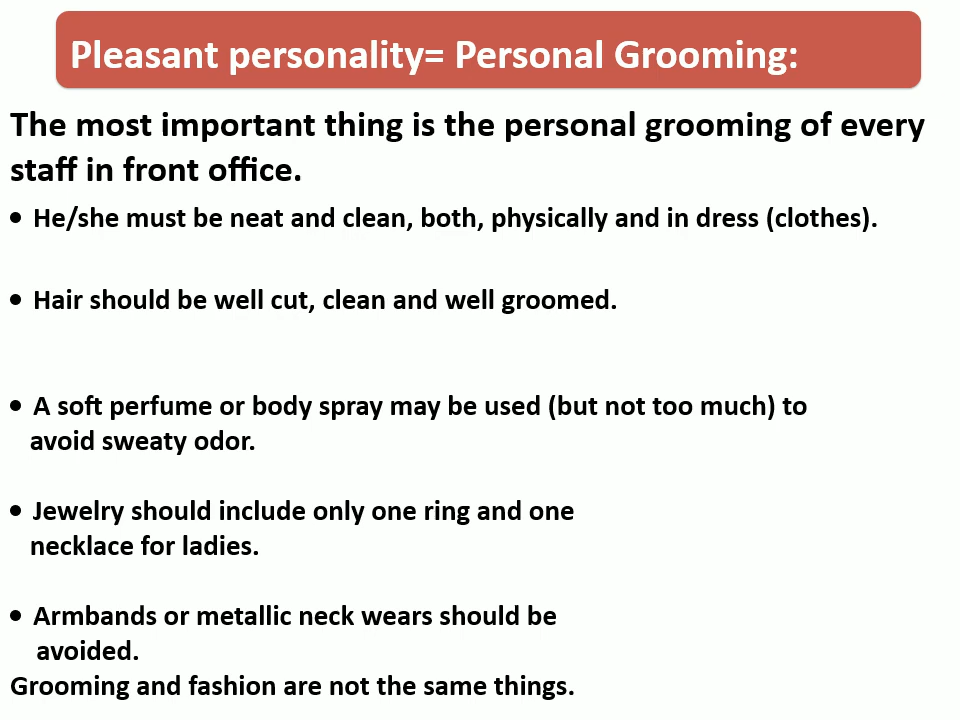 Pleasant personality= Personal Grooming:
The most important thing is the personal grooming of every
staff in front office.
• He/she must be neat and clean, both, physically and in dress (clothes).
• Hair should be well cut, clean and well groomed.
• A soft perfume or body spray may be used (but not too much) to
avoid sweaty odor.
• Jewelry should include only one ring and one
necklace for ladies.
• Armbands or metallic neck wears should be
avoided.
Grooming and fashion are not the same things.